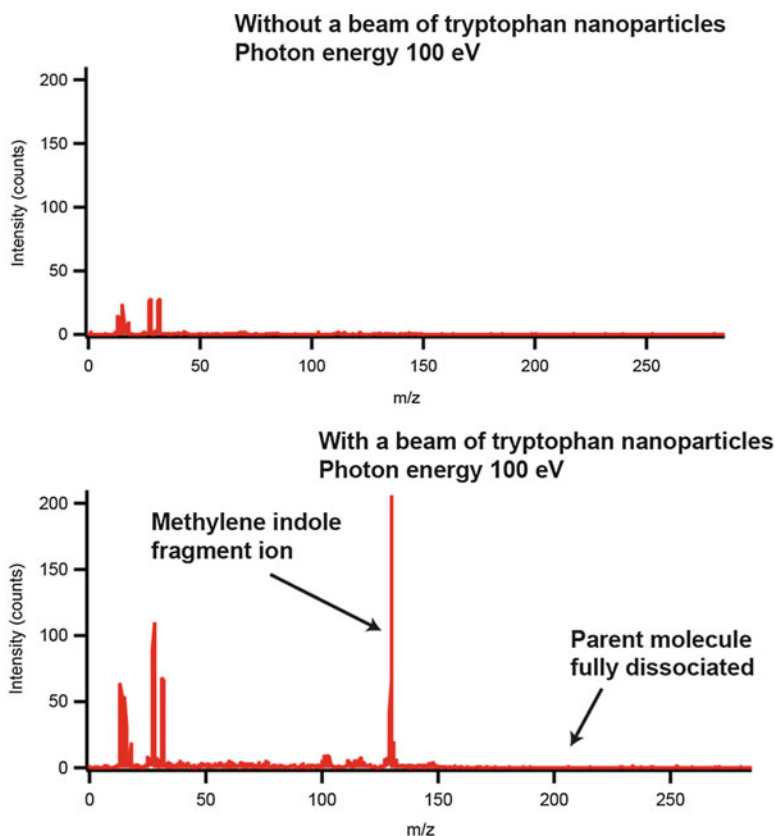 Without a beam of tryptophan nanoparticles
Photon energy 100 eV
200
150
100
50
0
Intensity (counts)
0 50 100 150 200 250
m/z
With a beam of tryptophan nanoparticles
Photon energy 100 eV
200
150
100
50
0
Intensity (counts)
Methylene indole
fragment ion
Parent molecule
fully dissociated
0 50 100 150 200 250
m/z